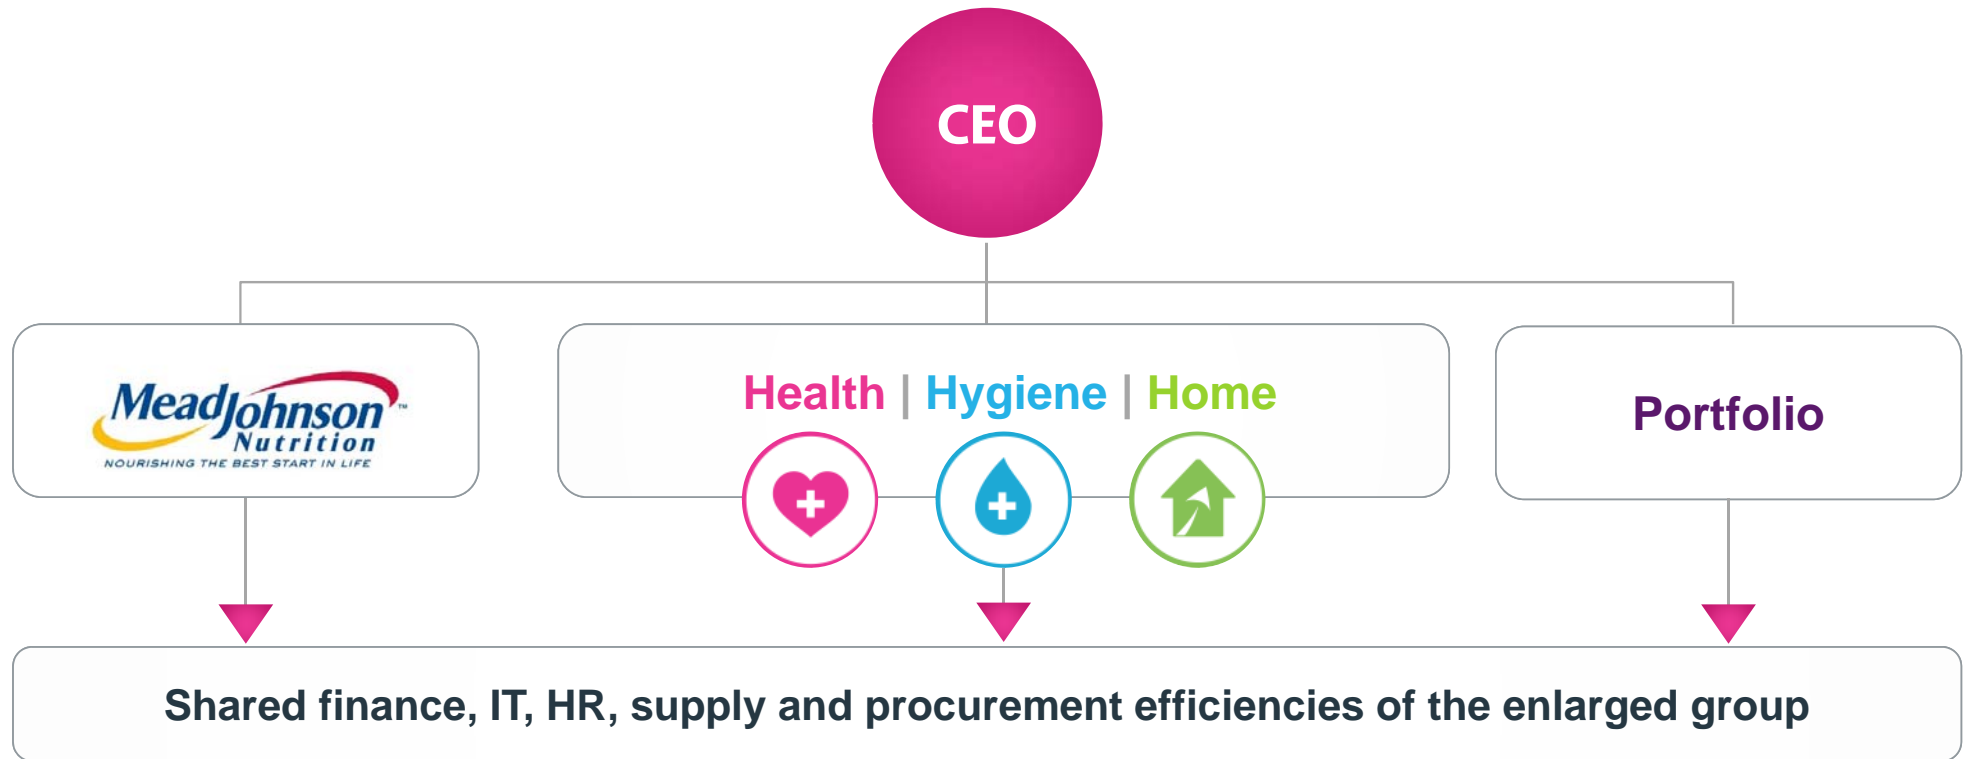 CEO
MeadJohnson™
Nutrition
NOURISHING THE BEST START IN LIFE
Health | Hygiene | Home
Portfolio
Shared finance, IT, HR, supply and procurement efficiencies of the enlarged group